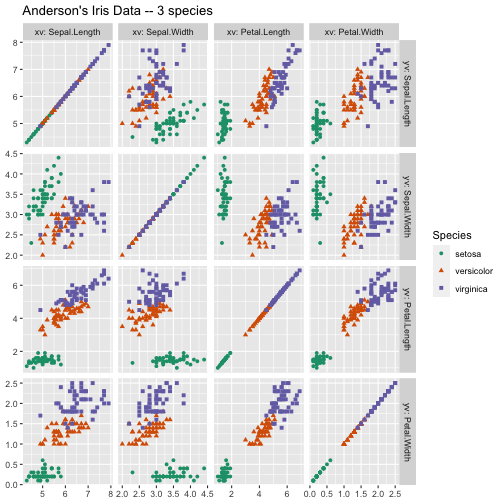 Anderson's Iris Data -- 3 species
xv: Sepal.Length xv: Sepal.Width xv: Petal.Length xv: Petal.Width
8
7
6
5
yv: Sepal.Length
4.5
4.0
3.5
3.0
2.5
2.0
yv: Sepal.Width
6
4
2
yv: Petal.Length
2.5
2.0
1.5
1.0
0.5
0.0
yv: Petal.Width
5 6 7 8 2.0 2.5 3.0 3.5 4.0 4.5 2 4 6 0.0 0.5 1.0 1.5 2.0 2.5
Species
setosa
versicolor
virginica